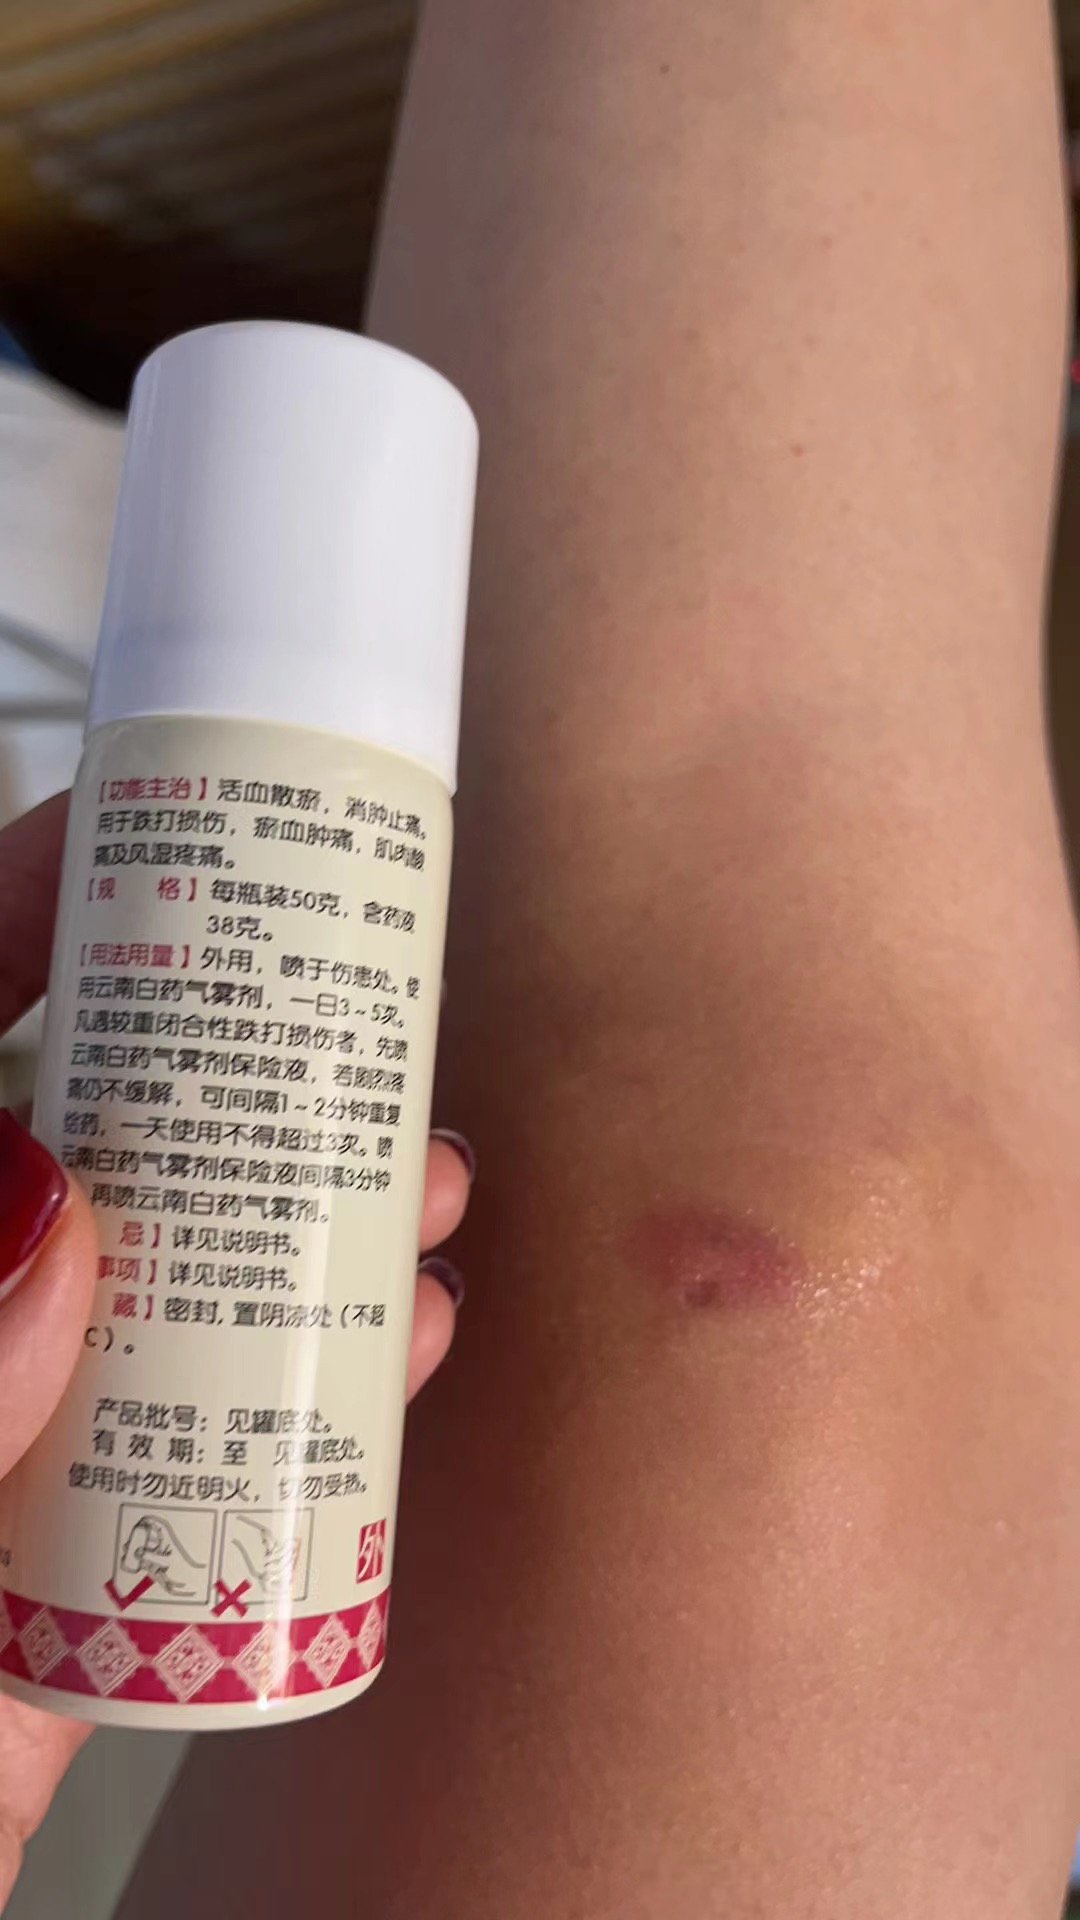 【功能主治】活血散瘀，消肿止痛。
用于跌打损伤，瘀血肿痛，肌肉酸
痛及风湿疼痛。
【规 格】每瓶装50克，含药液
38克。
【用法用量】外用，喷于伤患处。使
用云南白药气雾剂，一日3～5次。
凡遇较重闭合性跌打损伤者，先喷
云南白药气雾剂保险液，若剧烈疼
痛仍不缓解，可间隔1～2分钟重复
给药，一天使用不得超过3次。喷
云南白药气雾剂保险液间隔3分钟
再喷云南白药气雾剂。
忌】详见说明书。
事项】详见说明书。
藏】密封，置阴凉处（不超
C）。
产品批号：见罐底处。
有 效 期：至 见罐底处。
使用时勿近明火，切勿受热。
外